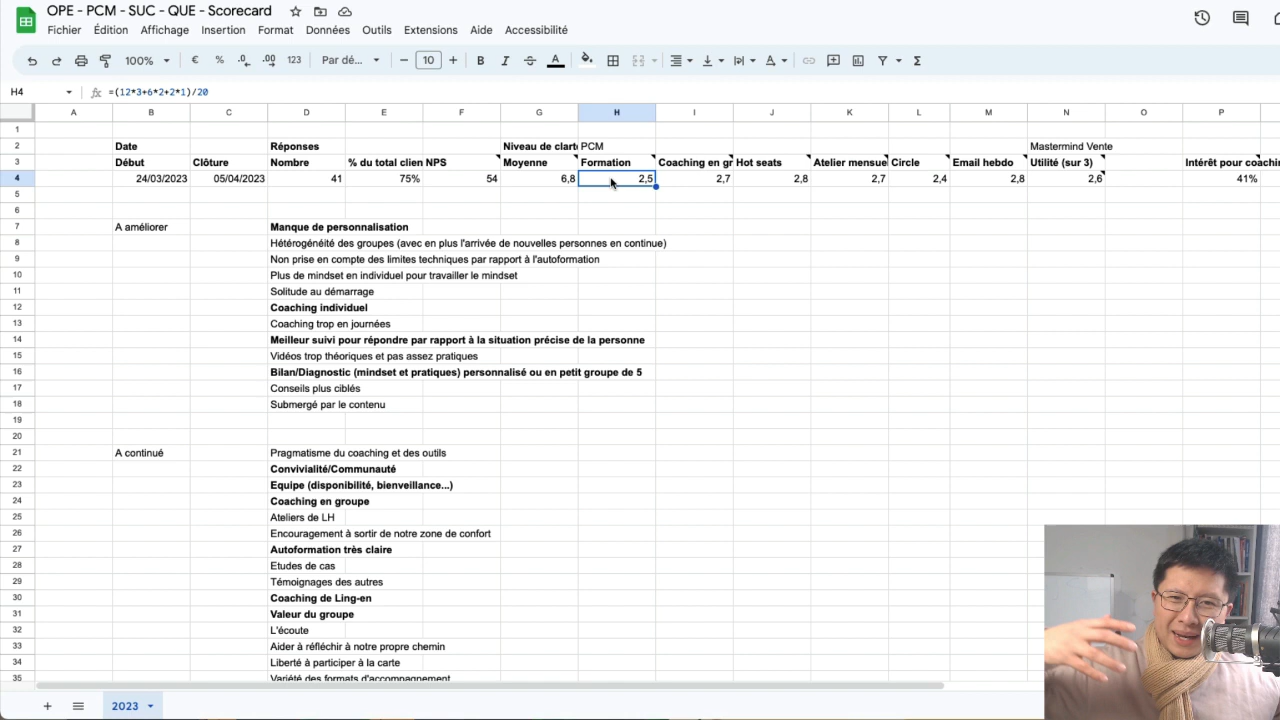 OPE - PCM - SUC - QUE - Scorecard
Fichier Édition Affichage Insertion Format Données Outils Extensions Aide Accessibilité
100% € % .0 .00 123 Par dé... − 10 + B I A Σ
H4 fx =(12*3+6*2+2*1)/20
A B C D E F G H I J K L M N O P
1
2 Date Réponses Niveau de clart PCM Mastermind Vente
3 Début Clôture Nombre % du total clien NPS Moyenne Formation Coaching en gr Hot seats Atelier mensue Circle Email hebdo Utilité (sur 3) Intérêt pour coachin
4 24/03/2023 05/04/2023 41 75% 54 6,8 2,5 2,7 2,8 2,7 2,4 2,8 2,6 41%
5
6
7 A améliorer Manque de personnalisation
8 Hétérogénéité des groupes (avec en plus l'arrivée de nouvelles personnes en continue)
9 Non prise en compte des limites techniques par rapport à l'autoformation
10 Plus de mindset en individuel pour travailler le mindset
11 Solitude au démarrage
12 Coaching individuel
13 Coaching trop en journées
14 Meilleur suivi pour répondre par rapport à la situation précise de la personne
15 Vidéos trop théoriques et pas assez pratiques
16 Bilan/Diagnostic (mindset et pratiques) personnalisé ou en petit groupe de 5
17 Conseils plus ciblés
18 Submergé par le contenu
19
20
21 A continué Pragmatisme du coaching et des outils
22 Convivialité/Communauté
23 Equipe (disponibilité, bienveillance...)
24 Coaching en groupe
25 Ateliers de LH
26 Encouragement à sortir de notre zone de confort
27 Autoformation très claire
28 Etudes de cas
29 Témoignages des autres
30 Coaching de Ling-en
31 Valeur du groupe
32 L'écoute
33 Aider à réfléchir à notre propre chemin
34 Liberté à participer à la carte
35 Variété des formats d'accompagnement
2023